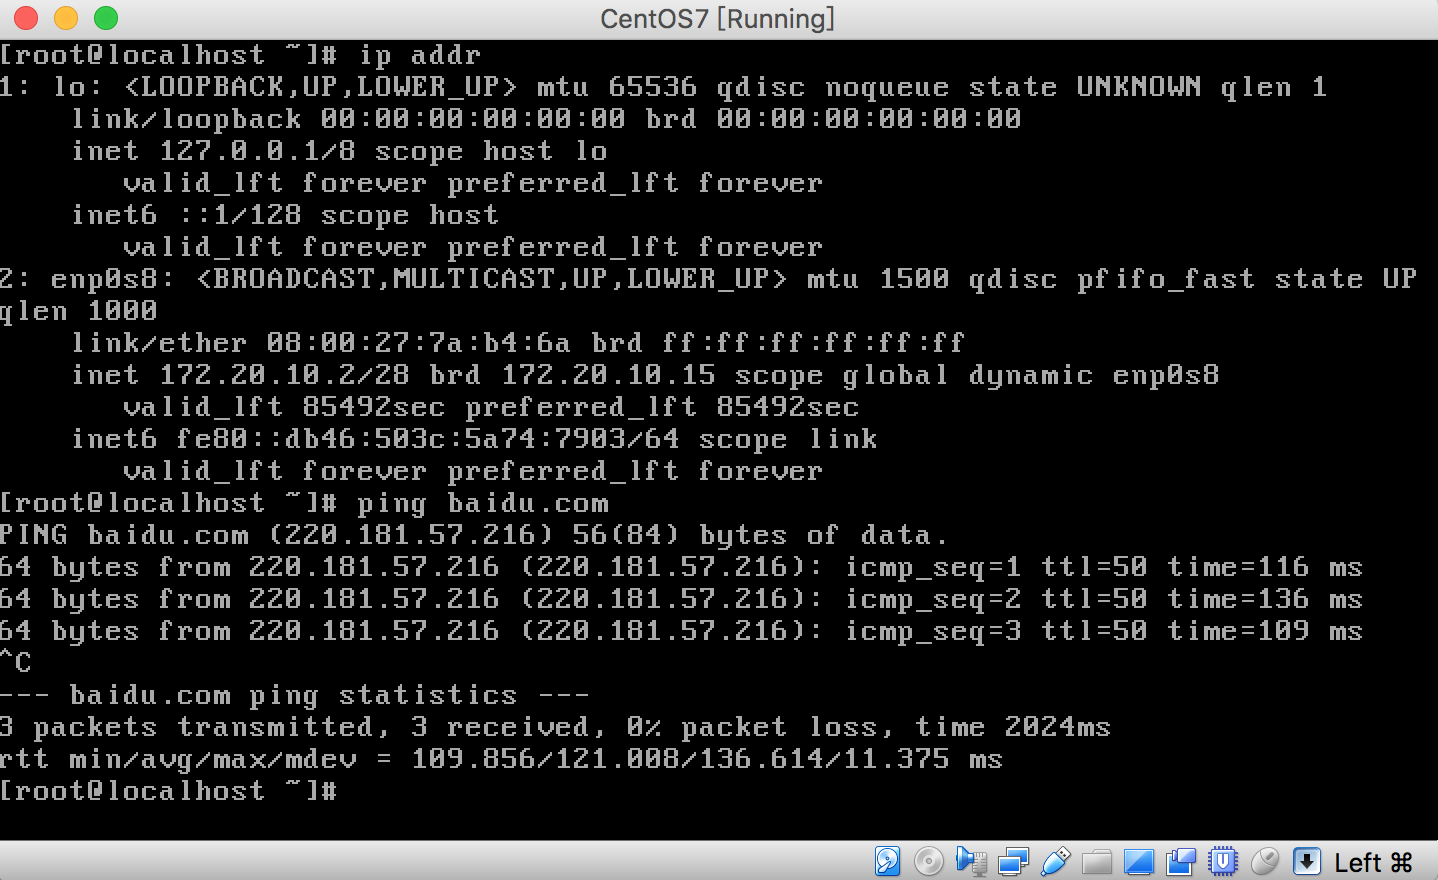 CentOS7 [Running]
[root@localhost ~]# ip addr
1: lo: <LOOPBACK,UP,LOWER_UP> mtu 65536 qdisc noqueue state UNKNOWN qlen 1
    link/loopback 00:00:00:00:00:00 brd 00:00:00:00:00:00
    inet 127.0.0.1/8 scope host lo
       valid_lft forever preferred_lft forever
    inet6 ::1/128 scope host
       valid_lft forever preferred_lft forever
2: enp0s8: <BROADCAST,MULTICAST,UP,LOWER_UP> mtu 1500 qdisc pfifo_fast state UP
qlen 1000
    link/ether 08:00:27:7a:b4:6a brd ff:ff:ff:ff:ff:ff
    inet 172.20.10.2/28 brd 172.20.10.15 scope global dynamic enp0s8
       valid_lft 85492sec preferred_lft 85492sec
    inet6 fe80::db46:503c:5a74:7903/64 scope link
       valid_lft forever preferred_lft forever
[root@localhost ~]# ping baidu.com
PING baidu.com (220.181.57.216) 56(84) bytes of data.
64 bytes from 220.181.57.216 (220.181.57.216): icmp_seq=1 ttl=50 time=116 ms
64 bytes from 220.181.57.216 (220.181.57.216): icmp_seq=2 ttl=50 time=136 ms
64 bytes from 220.181.57.216 (220.181.57.216): icmp_seq=3 ttl=50 time=109 ms
^C
--- baidu.com ping statistics ---
3 packets transmitted, 3 received, 0% packet loss, time 2024ms
rtt min/avg/max/mdev = 109.856/121.008/136.614/11.375 ms
[root@localhost ~]#
Left ⌘